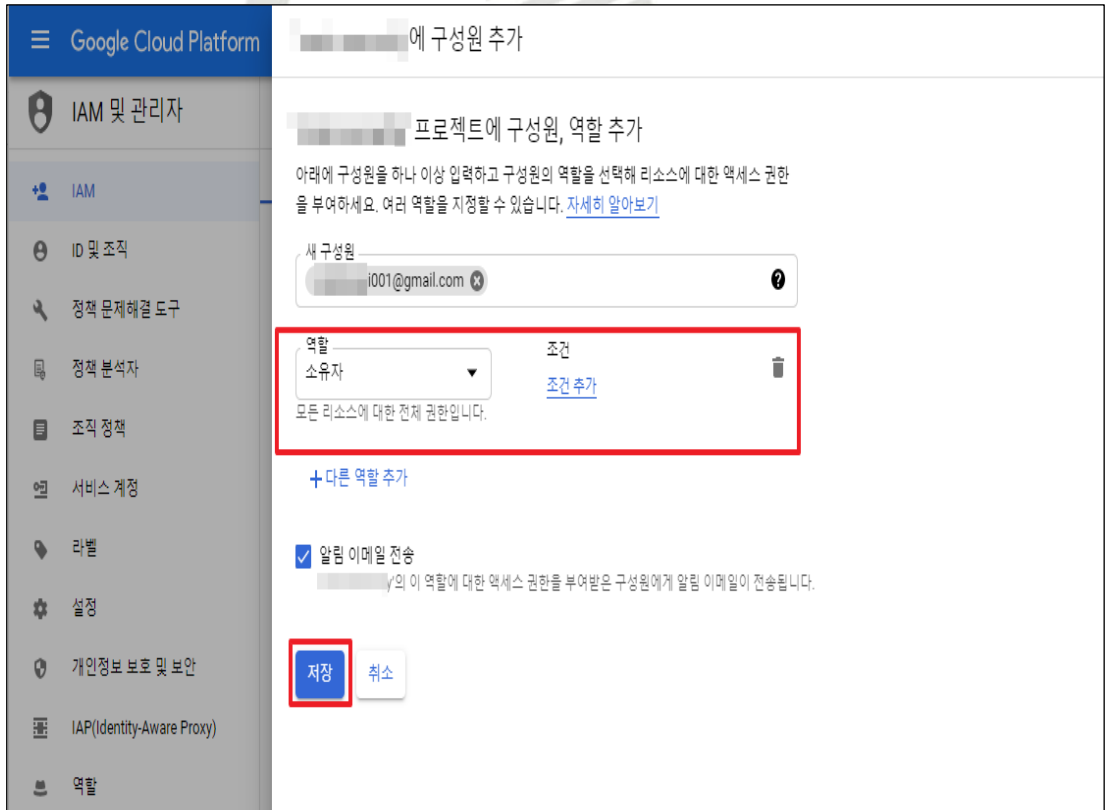 Google Cloud Platform
에 구성원 추가
IAM 및 관리자
프로젝트에 구성원, 역할 추가
아래에 구성원을 하나 이상 입력하고 구성원의 역할을 선택해 리소스에 대한 액세스 권한
을 부여하세요. 여러 역할을 지정할 수 있습니다. 자세히 알아보기
IAM
ID 및 조직
정책 문제해결 도구
정책 분석자
조직 정책
서비스 계정
라벨
설정
개인정보 보호 및 보안
IAP(Identity-Aware Proxy)
역할
새 구성원
i001@gmail.com
역할
소유자
모든 리소스에 대한 전체 권한입니다.
조건
조건 추가
+다른 역할 추가
알림 이메일 전송
y'의 이 역할에 대한 액세스 권한을 부여받은 구성원에게 알림 이메일이 전송됩니다.
저장
취소